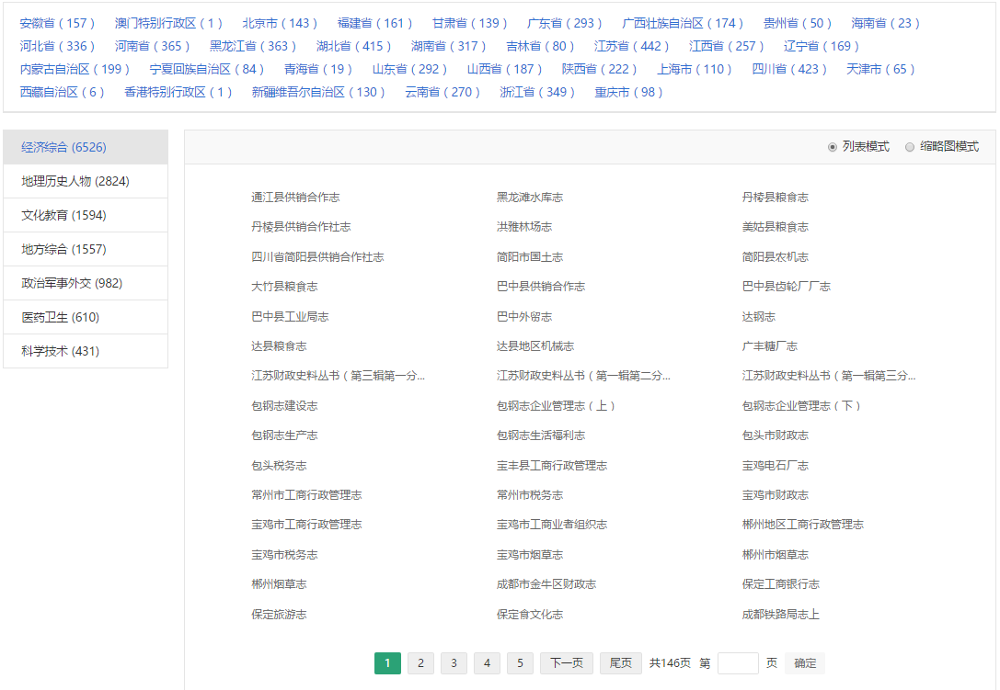 安徽省（157） 澳门特别行政区（1） 北京市（143） 福建省（161） 甘肃省（139） 广东省（293） 广西壮族自治区（174） 贵州省（50） 海南省（23）
河北省（336） 河南省（365） 黑龙江省（363） 湖北省（415） 湖南省（317） 吉林省（80） 江苏省（442） 江西省（257） 辽宁省（169）
内蒙古自治区（199） 宁夏回族自治区（84） 青海省（19） 山东省（292） 山西省（187） 陕西省（222） 上海市（110） 四川省（423） 天津市（65）
西藏自治区（6） 香港特别行政区（1） 新疆维吾尔自治区（130） 云南省（270） 浙江省（349） 重庆市（98）
经济综合 (6526)
地理历史人物 (2824)
文化教育 (1594)
地方综合 (1557)
政治军事外交 (982)
医药卫生 (610)
科学技术 (431)
列表模式 缩略图模式
通江县供销合作志 黑龙滩水库志 丹棱县粮食志
丹棱县供销合作社志 洪雅林场志 美姑县粮食志
四川省简阳县供销合作社志 简阳市国土志 简阳县农机志
大竹县粮食志 巴中县供销合作志 巴中县齿轮厂厂志
巴中县工业局志 巴中外贸志 达钢志
达县粮食志 达县地区机械志 广丰糖厂志
江苏财政史料丛书（第三辑第一分... 江苏财政史料丛书（第一辑第二分... 江苏财政史料丛书（第一辑第三分...
包钢志建设志 包钢志企业管理志（上） 包钢志企业管理志（下）
包钢志生产志 包钢志生活福利志 包头市财政志
包头税务志 宝丰县工商行政管理志 宝鸡电石厂志
常州市工商行政管理志 常州市税务志 宝鸡市财政志
宝鸡市工商行政管理志 宝鸡市工商业者组织志 郴州地区工商行政管理志
宝鸡市税务志 宝鸡市烟草志 郴州市烟草志
郴州烟草志 成都市金牛区财政志 保定工商银行志
保定旅游志 保定食文化志 成都铁路局志上
1 2 3 4 5 下一页 尾页 共146页 第 页 确定